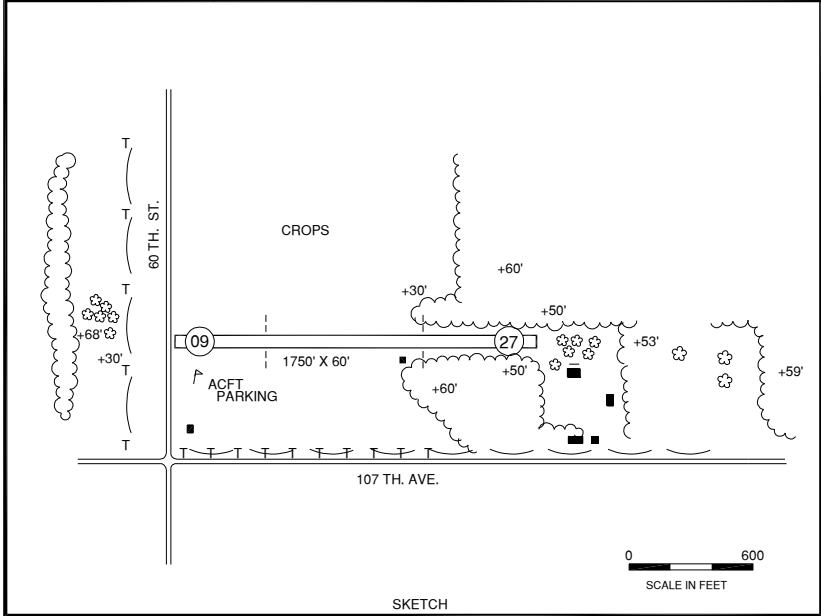 T
T
60 TH. ST.
CROPS
+60'
T
+30'
+50'
+68'
09
27
+53'
+30'
1750' X 60'
T
+50'
+59'
ACFT
PARKING
+60'
T
T T T T T T T T T T
107 TH. AVE.
0 600
SCALE IN FEET
SKETCH